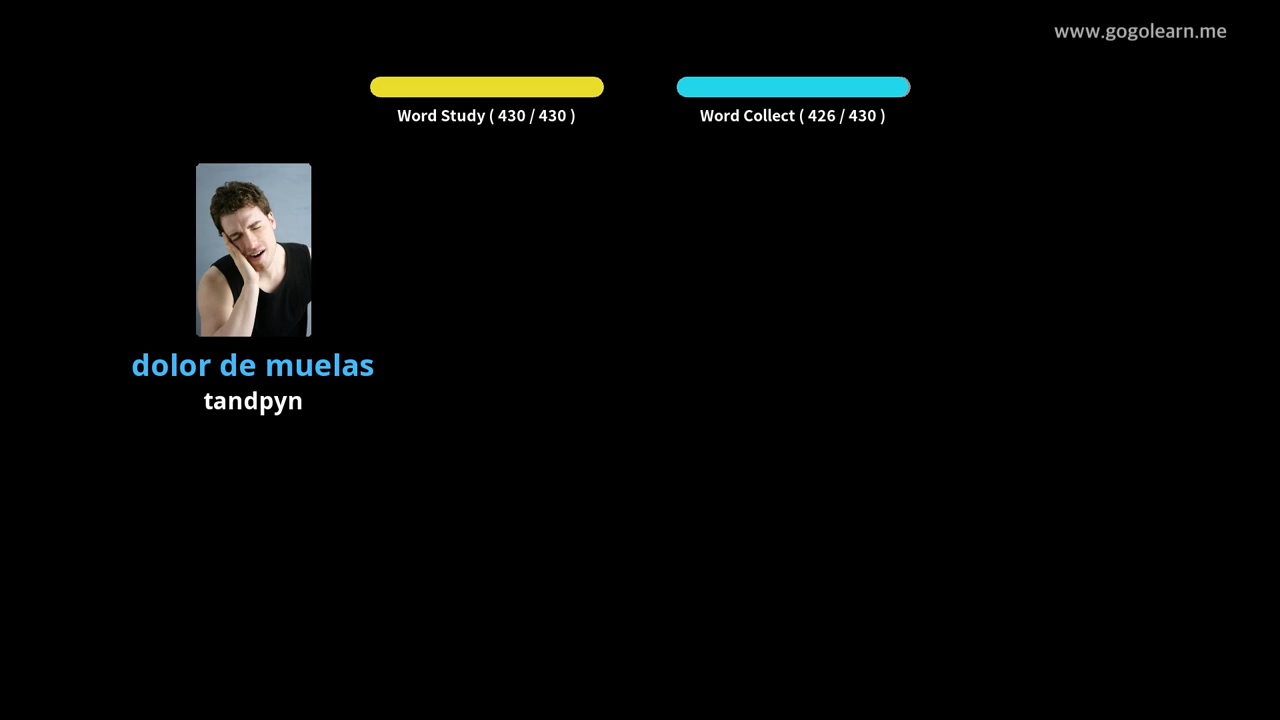 www.gogolearn.me
Word Study ( 430 / 430 )
Word Collect ( 426 / 430 )
dolor de muelas
tandpyn